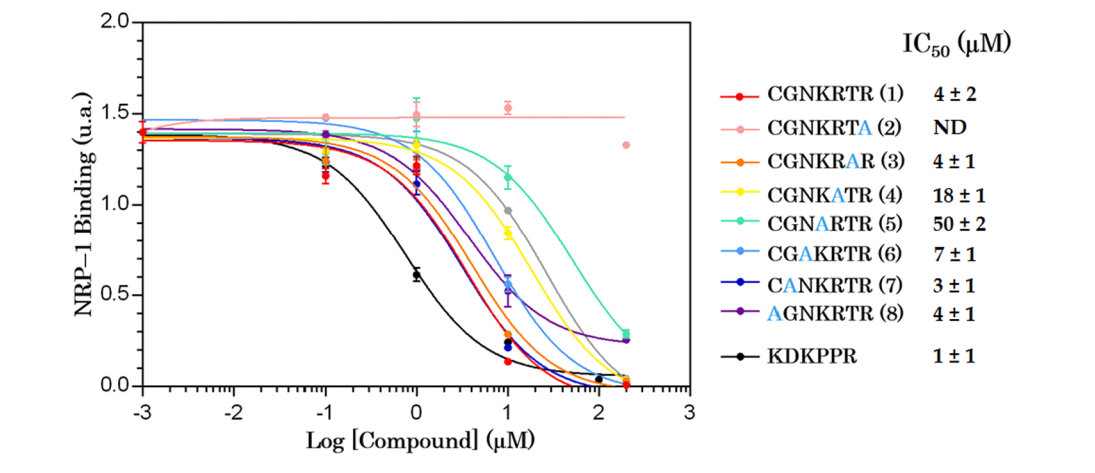 2.0
1.5
1.0
0.5
0.0
NRP-1 Binding (u.a.)
-3 -2 -1 0 1 2 3
Log [Compound] (µM)
IC50 (µM)
CGNKRTR (1) 4 ± 2
CGNKRTA (2) ND
CGNKRAR (3) 4 ± 1
CGNKATR (4) 18 ± 1
CGNARTR (5) 50 ± 2
CGAKRTR (6) 7 ± 1
CANKRTR (7) 3 ± 1
AGNKRTR (8) 4 ± 1
KDKPPR 1 ± 1